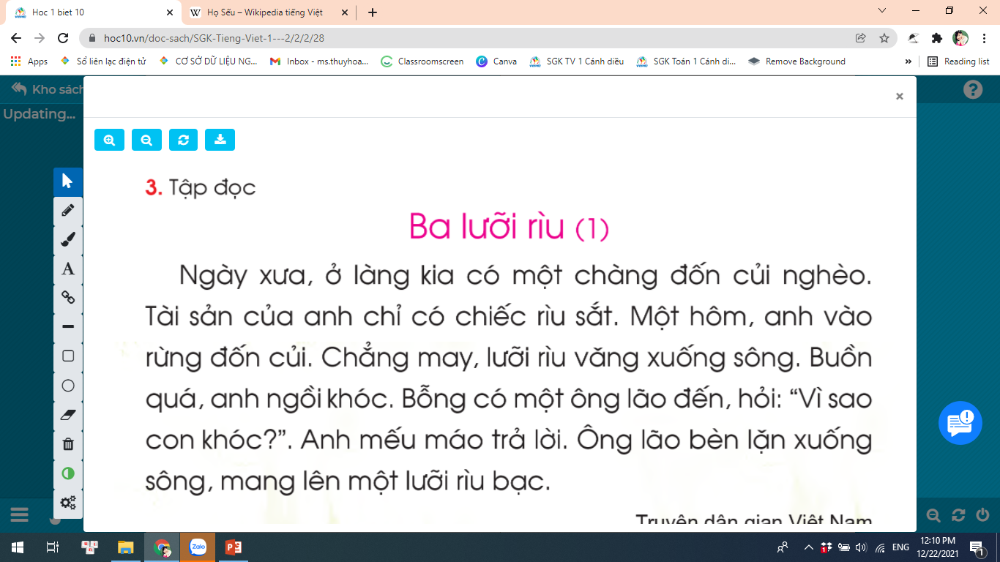 Hoc 1 biet 10
Họ Sếu – Wikipedia tiếng Việt
hoc10.vn/doc-sach/SGK-Tieng-Viet-1---2/2/2/28
Apps Sổ liên lạc điện tử CƠ SỞ DỮ LIỆU NG... Inbox - ms.thuyhoa... Classroomscreen Canva SGK TV 1 Cánh diều SGK Toán 1 Cánh di... Remove Background » Reading list
Kho sách
Updating...
3. Tập đọc
Ba lưỡi rìu (1)
Ngày xưa, ở làng kia có một chàng đốn củi nghèo.
Tài sản của anh chỉ có chiếc rìu sắt. Một hôm, anh vào
rừng đốn củi. Chẳng may, lưỡi rìu văng xuống sông. Buồn
quá, anh ngồi khóc. Bỗng có một ông lão đến, hỏi: “Vì sao
con khóc?”. Anh mếu máo trả lời. Ông lão bèn lặn xuống
sông, mang lên một lưỡi rìu bạc.
Truyện dân gian Việt Nam
Zalo
ENG
12:10 PM
12/22/2021